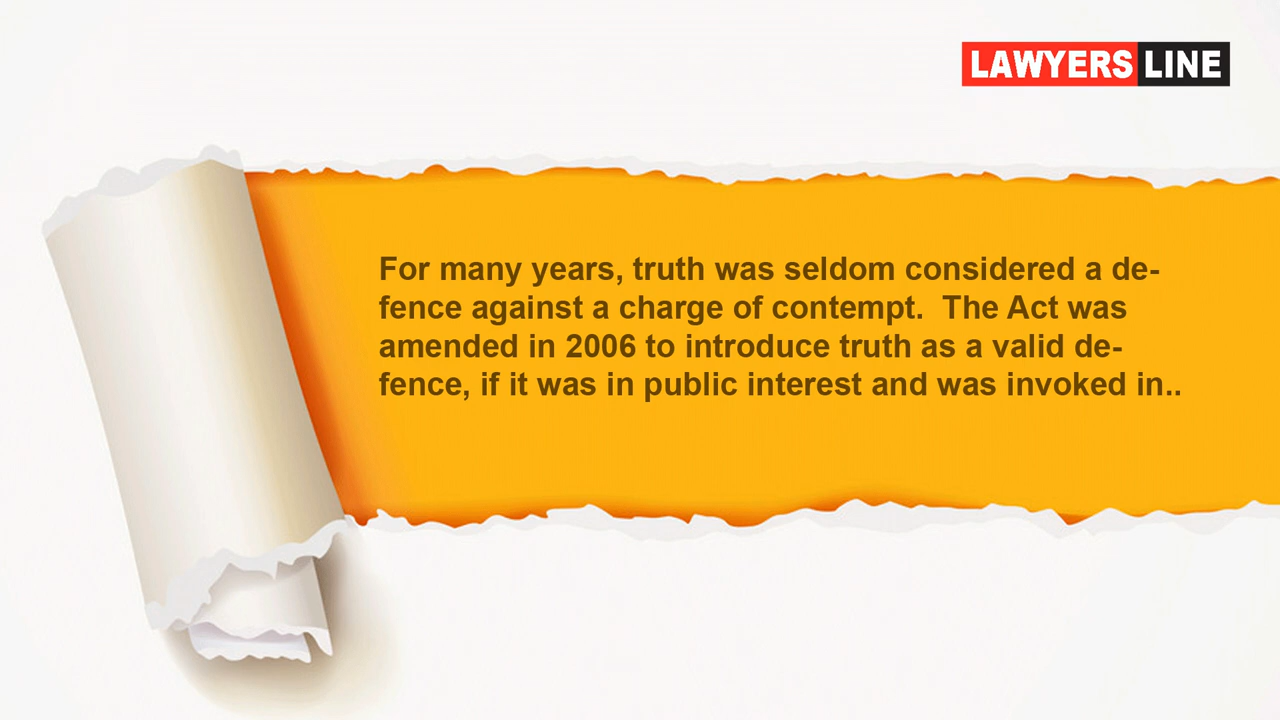 LAWYERS LINE
For many years, truth was seldom considered a de-
fence against a charge of contempt.  The Act was
amended in 2006 to introduce truth as a valid de-
fence, if it was in public interest and was invoked in..